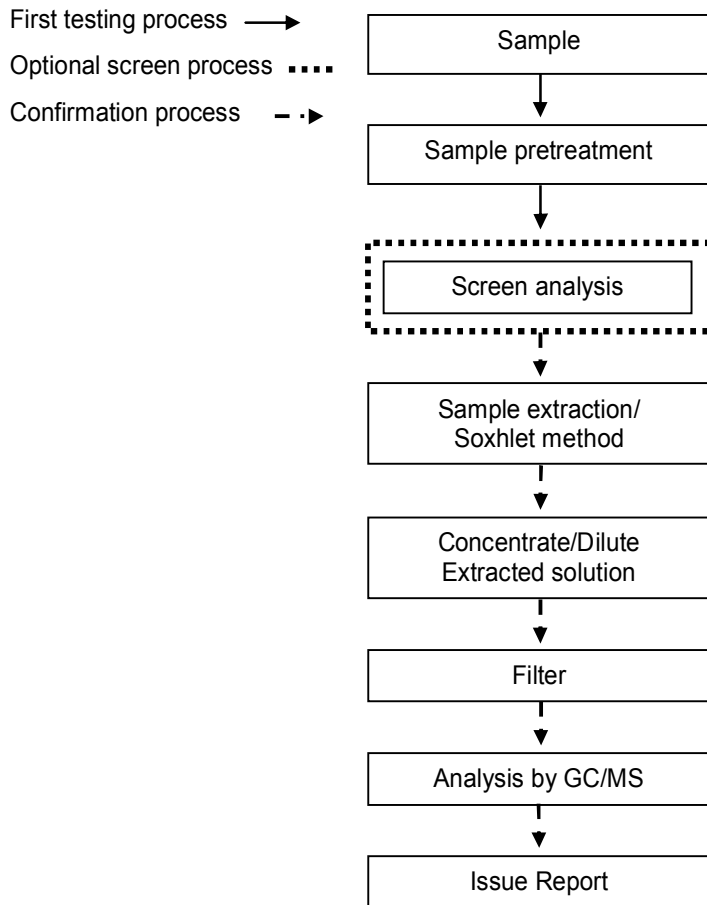 First testing process
Optional screen process
Confirmation process
Sample
Sample pretreatment
Screen analysis
Sample extraction/
Soxhlet method
Concentrate/Dilute
Extracted solution
Filter
Analysis by GC/MS
Issue Report